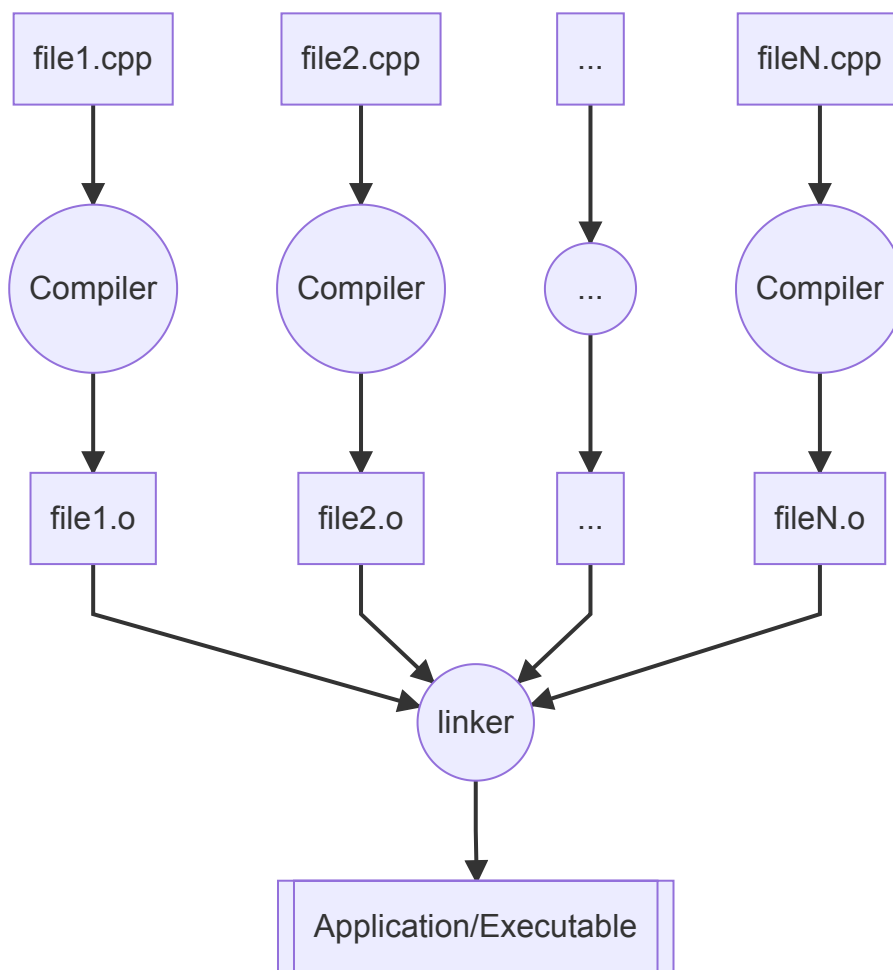 file1.cpp
file2.cpp
...
fileN.cpp
Compiler
Compiler
...
Compiler
file1.o
file2.o
...
fileN.o
linker
Application/Executable